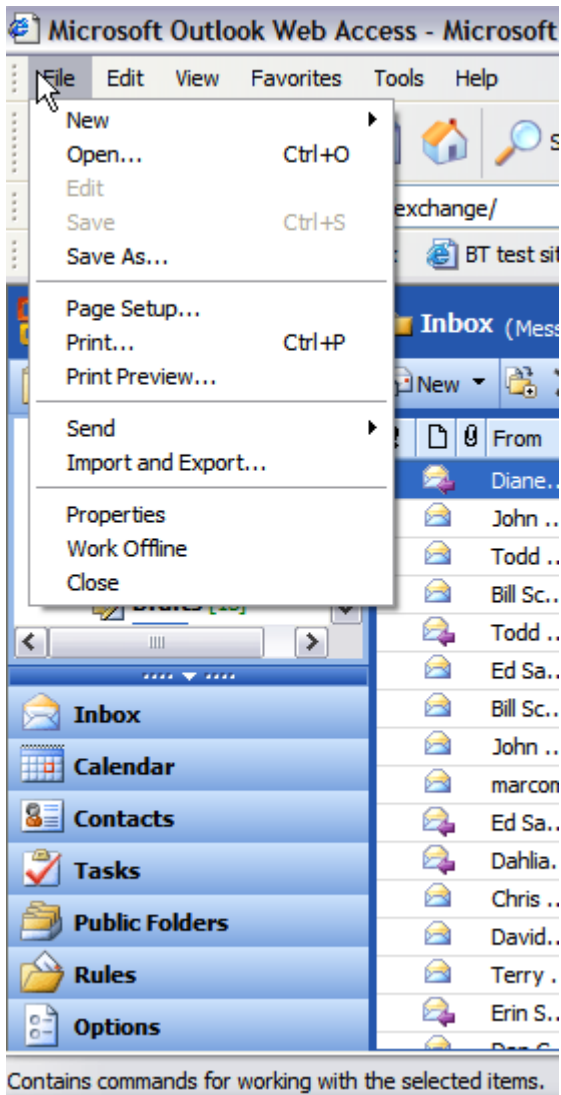 Microsoft Outlook Web Access - Microsoft
File Edit View Favorites Tools Help
New
Open... Ctrl+O
Edit
Save Ctrl+S
Save As...
Page Setup...
Print... Ctrl+P
Print Preview...
Send
Import and Export...
Properties
Work Offline
Close
exchange/
BT test sit
Inbox (Mess
New
From
Diane..
John ..
Todd ..
Bill Sc..
Todd ..
Ed Sa..
Bill Sc..
John ..
marcom
Ed Sa..
Dahlia.
Chris ..
David..
Terry .
Erin S..
Inbox
Calendar
Contacts
Tasks
Public Folders
Rules
Options
Contains commands for working with the selected items.